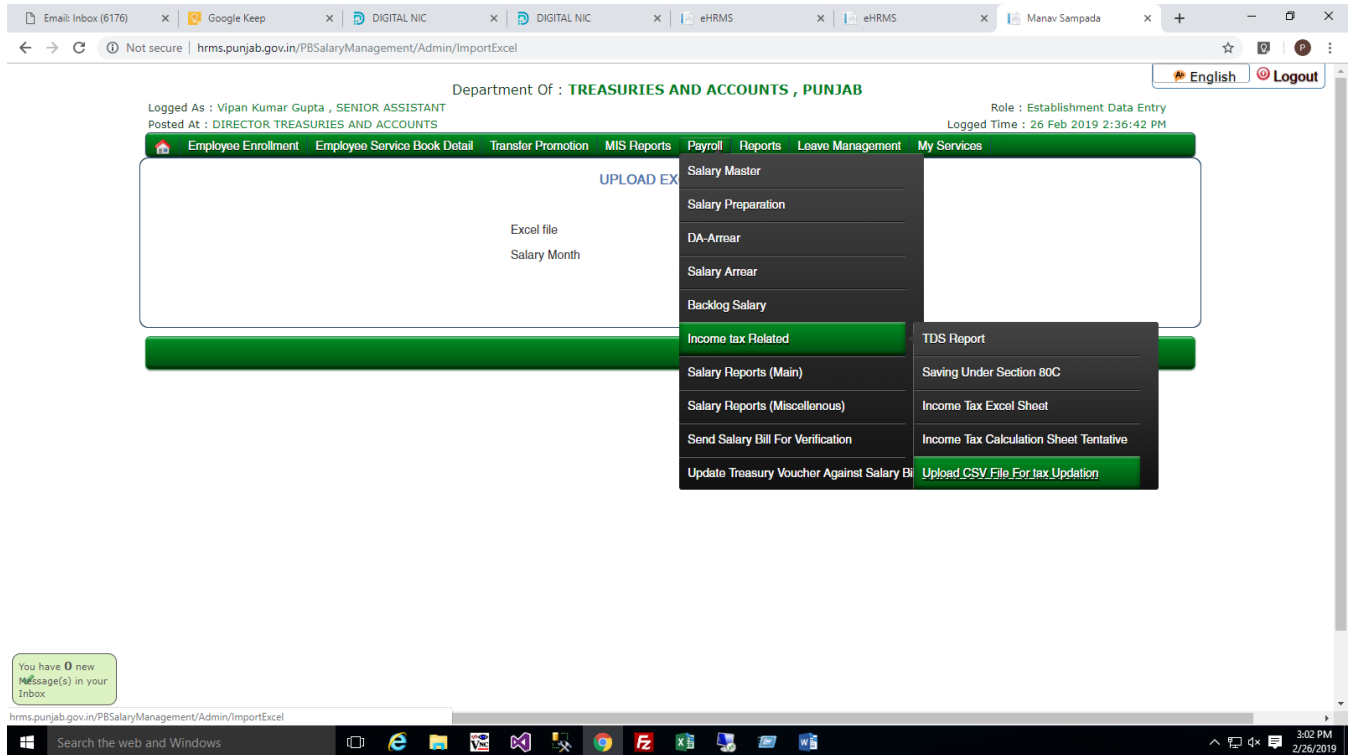 Email: Inbox (6176)
Google Keep
DIGITAL NIC
DIGITAL NIC
eHRMS
eHRMS
Manav Sampada
Not secure | hrms.punjab.gov.in/PBSalaryManagement/Admin/ImportExcel
P
English
Logout
Department Of : TREASURIES AND ACCOUNTS , PUNJAB
Logged As : Vipan Kumar Gupta , SENIOR ASSISTANT
Role : Establishment Data Entry
Posted At : DIRECTOR TREASURIES AND ACCOUNTS
Logged Time : 26 Feb 2019 2:36:42 PM
Employee Enrollment Employee Service Book Detail Transfer Promotion MIS Reports Payroll Reports Leave Management My Services
UPLOAD EX
Excel file
Salary Month
Salary Master
Salary Preparation
DA-Arrear
Salary Arrear
Backlog Salary
Income tax Related
Salary Reports (Main)
Salary Reports (Miscellenous)
Send Salary Bill For Verification
Update Treasury Voucher Against Salary Bi
TDS Report
Saving Under Section 80C
Income Tax Excel Sheet
Income Tax Calculation Sheet Tentative
Upload CSV File For tax Updation
You have 0 new
Message(s) in your
Inbox
hrms.punjab.gov.in/PBSalaryManagement/Admin/ImportExcel
Search the web and Windows
3:02 PM
2/26/2019